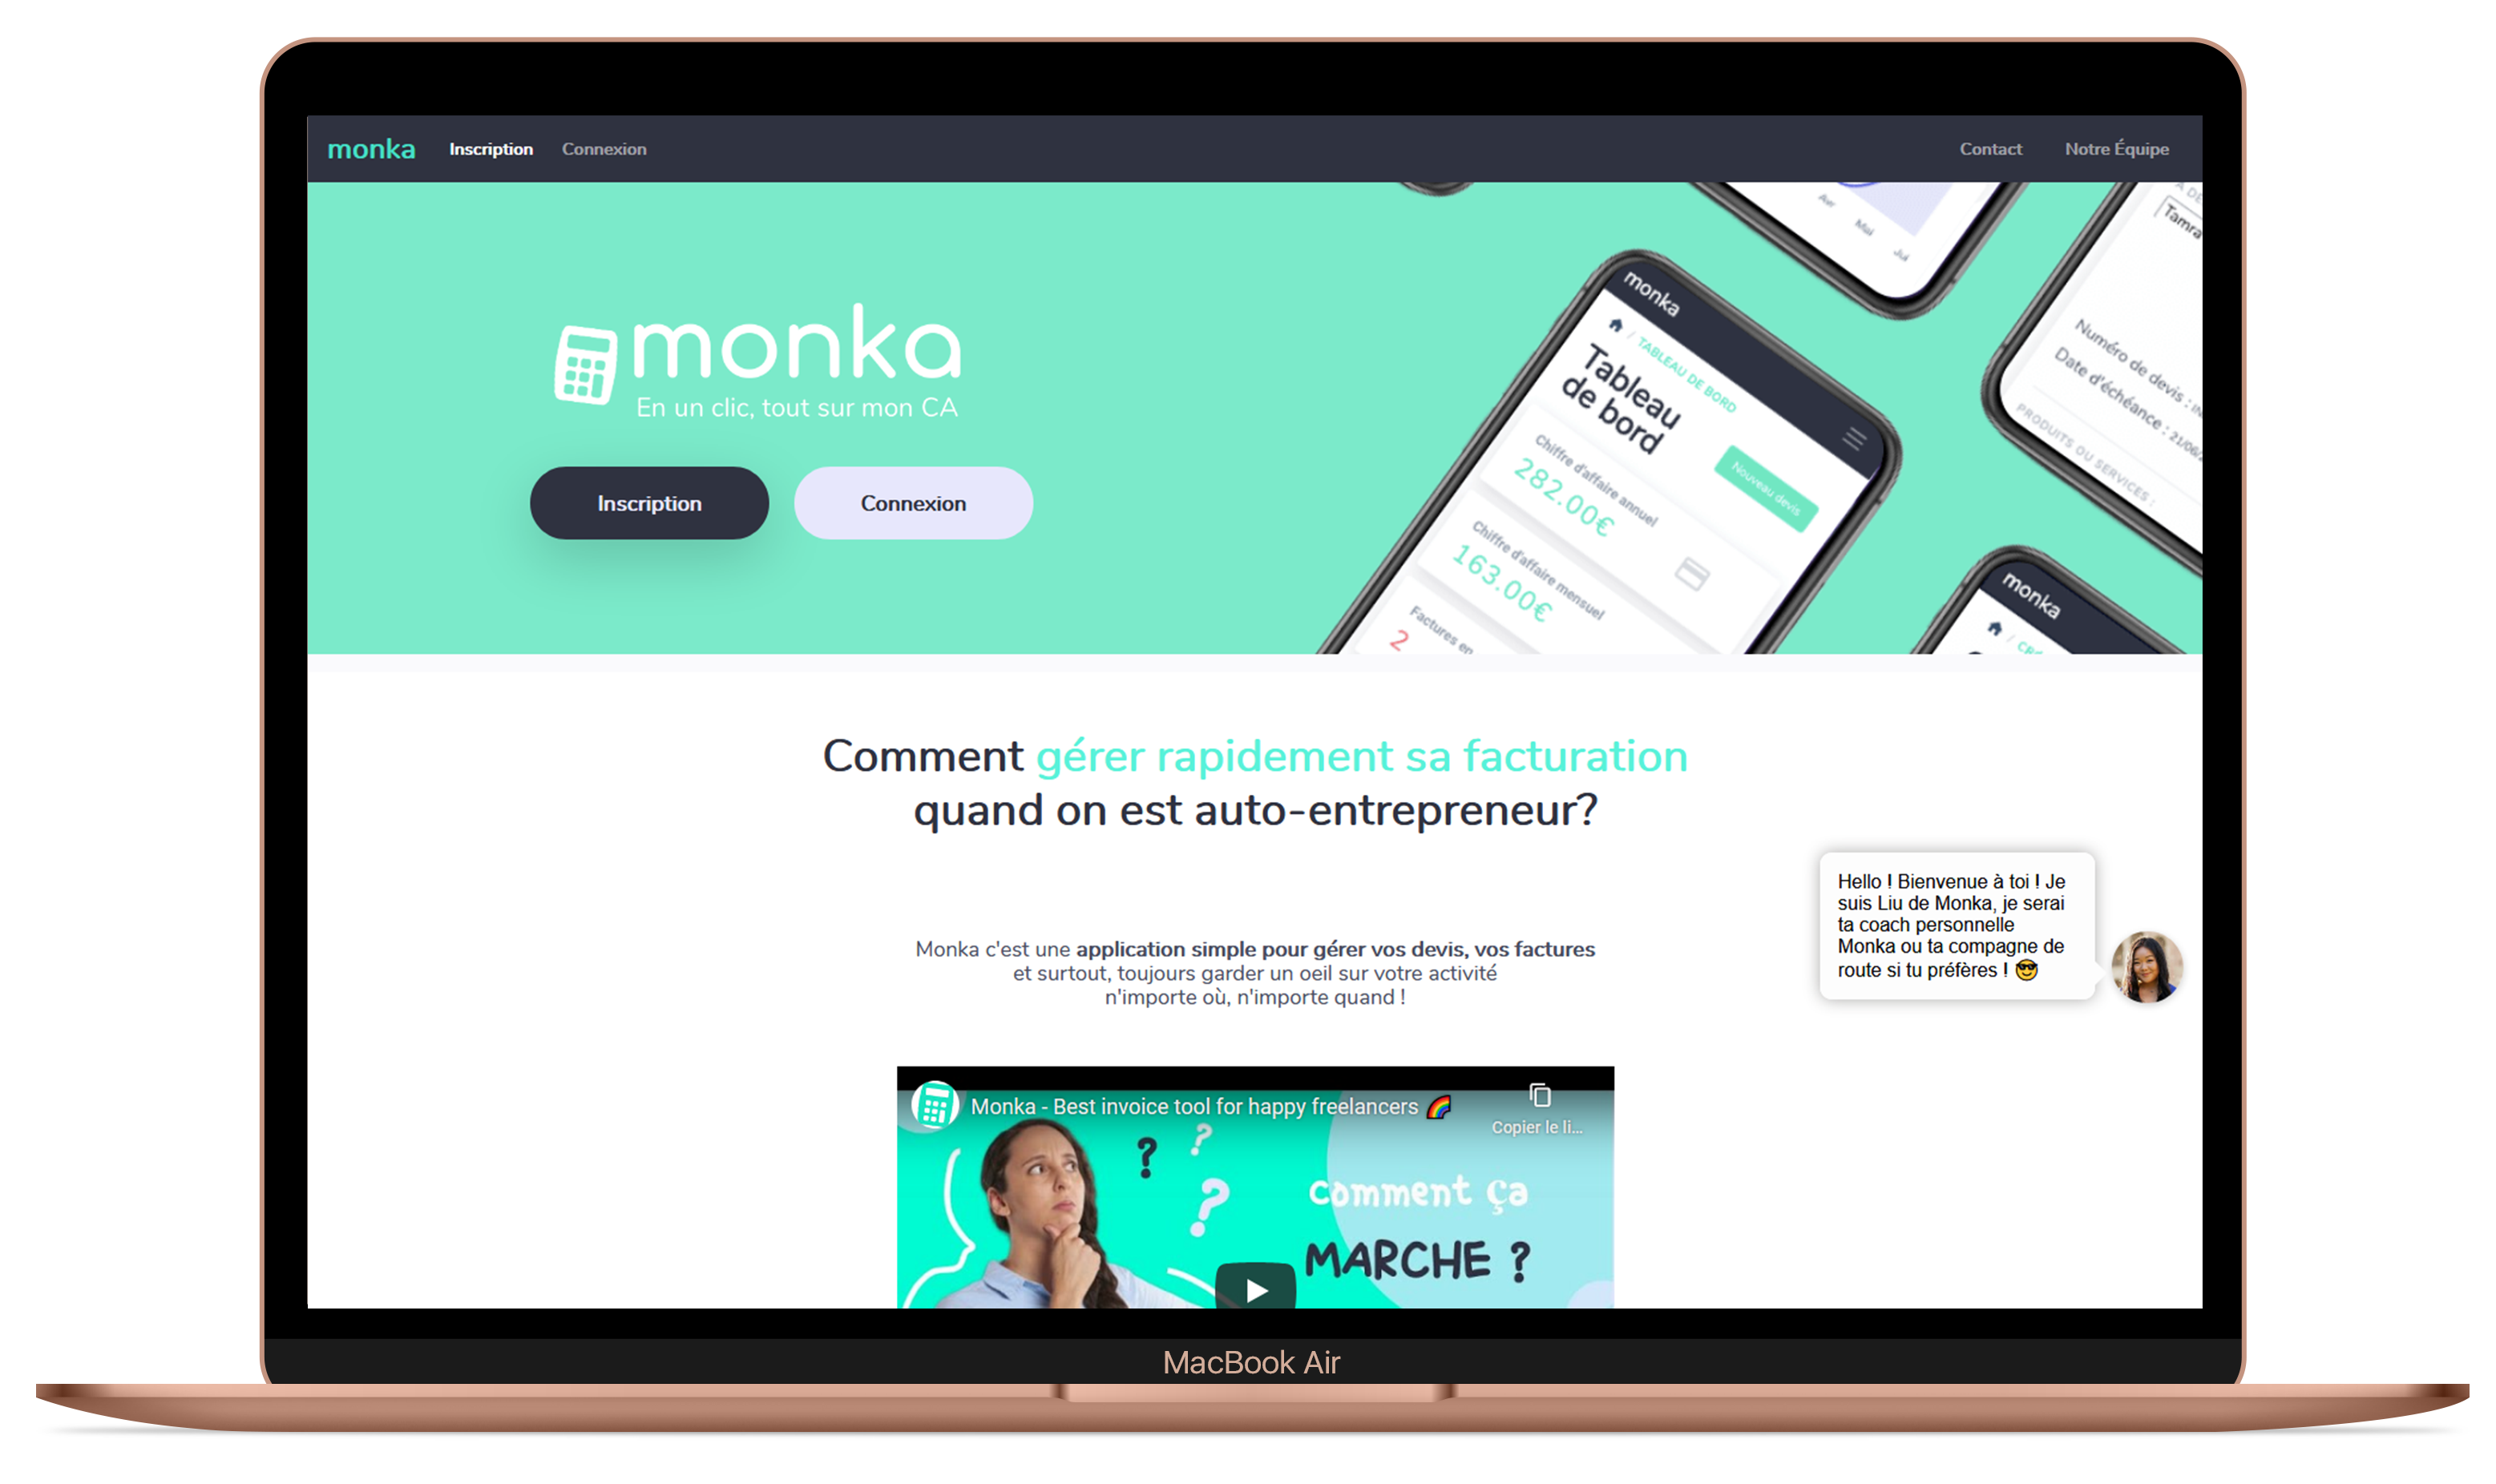 monka Inscription Connexion Contact Notre Équipe
monka
En un clic, tout sur mon CA
Inscription Connexion
Avr
Mai
Jui
monka
/ TABLEAU DE BORD
Tableau
de bord
Nouveau devis
Chiffre d'affaire annuel
282.00€
Chiffre d'affaire mensuel
163.00€
Factures en
2
Tamra
Numéro de devis :
Date d'échéance : 21/06/
PRODUITS OU SERVICES :
monka
Comment gérer rapidement sa facturation
quand on est auto-entrepreneur?
Monka c'est une application simple pour gérer vos devis, vos factures
et surtout, toujours garder un oeil sur votre activité
n'importe où, n'importe quand !
Hello ! Bienvenue à toi ! Je
suis Liu de Monka, je serai
ta coach personnelle
Monka ou ta compagne de
route si tu préfères ! 😎
Monka - Best invoice tool for happy freelancers 🌈
Copier le li...
? ? ?
comment ça
MARCHE ?
MacBook Air